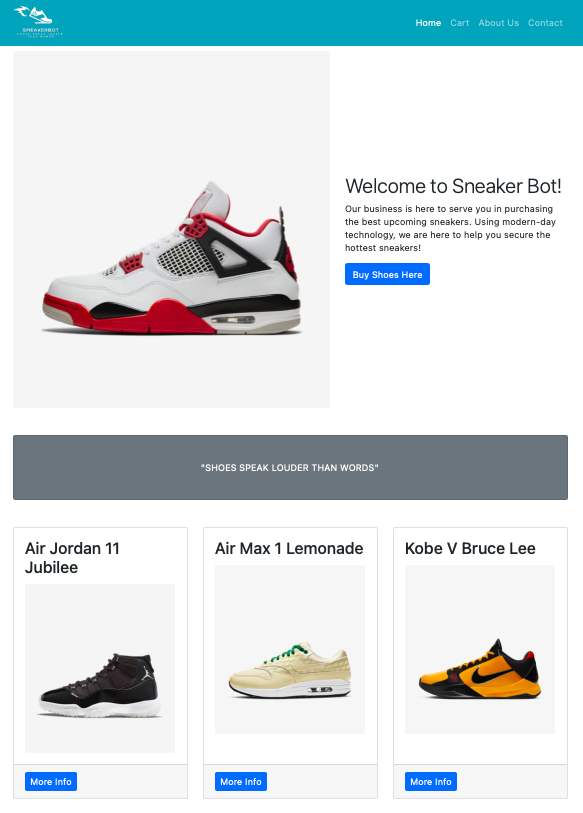 SNEAKERBOT
Home Cart About Us Contact
Welcome to Sneaker Bot!
Our business is here to serve you in purchasing
the best upcoming sneakers. Using modern-day
technology, we are here to help you secure the
hottest sneakers!
Buy Shoes Here
"SHOES SPEAK LOUDER THAN WORDS"
Air Jordan 11
Jubilee
More Info
Air Max 1 Lemonade
More Info
Kobe V Bruce Lee
More Info